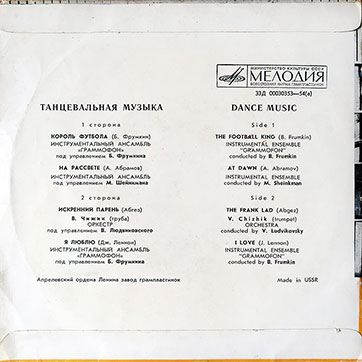 МИНИСТЕРСТВО КУЛЬТУРЫ СССР
МЕЛОДИЯ
ВСЕСОЮЗНАЯ ФИРМА ГРАМПЛАСТИНОК
33Д 00030353—54(a)
ТАНЦЕВАЛЬНАЯ МУЗЫКА
1 сторона
КОРОЛЬ ФУТБОЛА (Б. Фрумкин)
ИНСТРУМЕНТАЛЬНЫЙ АНСАМБЛЬ
«ГРАММОФОН»
под управлением Б. Фрумкина
НА РАССВЕТЕ (А. Абрамов)
ИНСТРУМЕНТАЛЬНЫЙ АНСАМБЛЬ
под управлением М. Шейнкмана
2 сторона
ИСКРЕННИЙ ПАРЕНЬ (Абгез)
В. Чижик (труба)
ОРКЕСТР
под управлением В. Людвиковского
Я ЛЮБЛЮ (Дж. Леннон)
ИНСТРУМЕНТАЛЬНЫЙ АНСАМБЛЬ
«ГРАММОФОН»
под управлением Б. Фрумкина
Апрелевский ордена Ленина завод грампластинок
DANCE MUSIC
Side 1
THE FOOTBALL KING (B. Frumkin)
INSTRUMENTAL ENSEMBLE
"GRAMMOFON"
conducted by B. Frumkin
AT DAWN (A. Abramov)
INSTRUMENTAL ENSEMBLE
conducted by M. Sheinkman
Side 2
THE FRANK LAD (Abgez)
V. Chizhik (trumpet)
ORCHESTRA
conducted by V. Ludvikovsky
I LOVE (J. Lennon)
INSTRUMENTAL ENSEMBLE
"GRAMMOFON"
conducted by B. Frumkin
Made in USSR